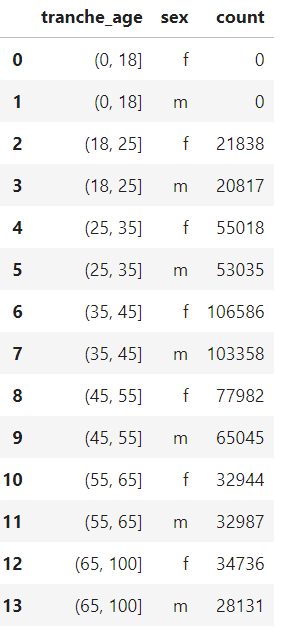 tranche_age sex count
0 (0, 18] f 0
1 (0, 18] m 0
2 (18, 25] f 21838
3 (18, 25] m 20817
4 (25, 35] f 55018
5 (25, 35] m 53035
6 (35, 45] f 106586
7 (35, 45] m 103358
8 (45, 55] f 77982
9 (45, 55] m 65045
10 (55, 65] f 32944
11 (55, 65] m 32987
12 (65, 100] f 34736
13 (65, 100] m 28131